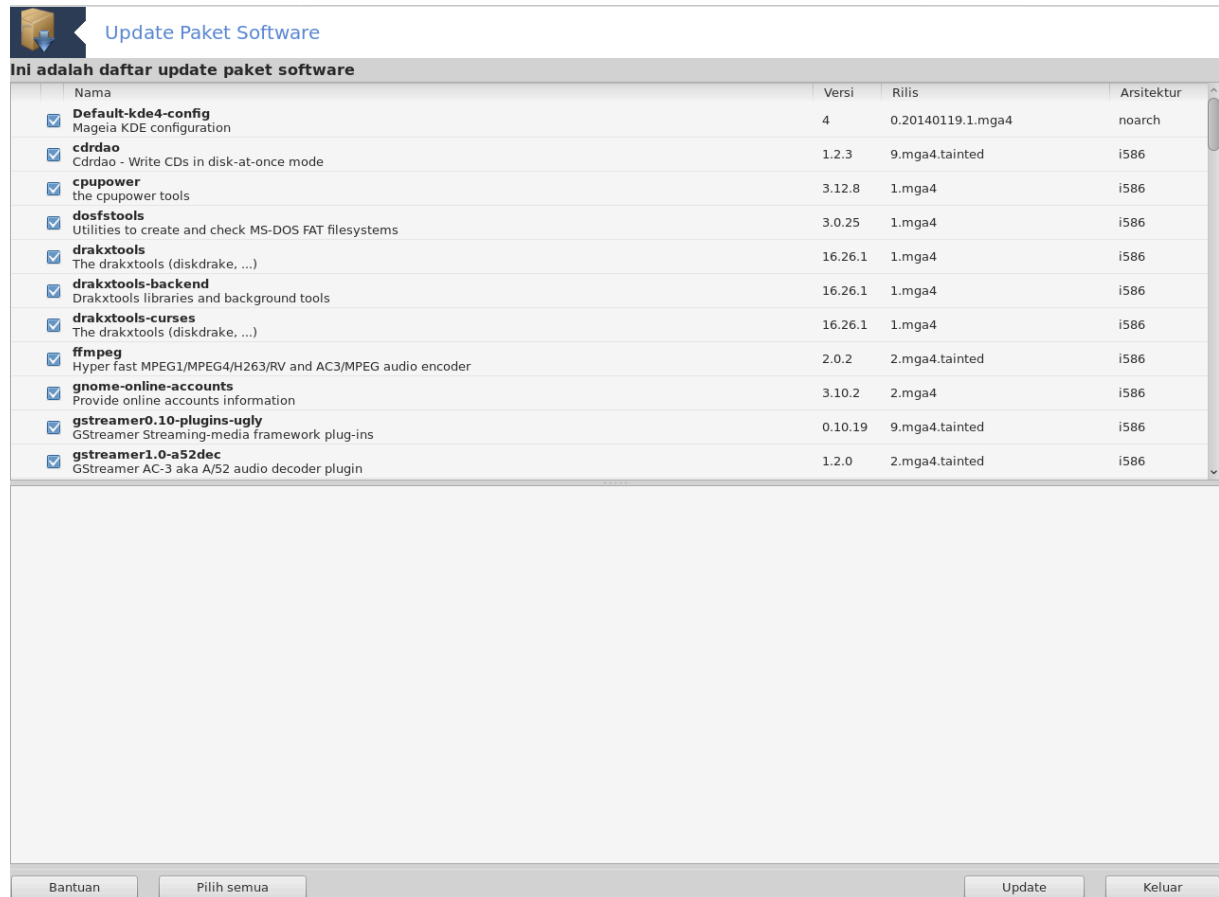 Update Paket Software
Ini adalah daftar update paket software
Nama Versi Rilis Arsitektur
Default-kde4-config
Mageia KDE configuration
4 0.20140119.1.mga4 noarch
cdrdao
Cdrdao - Write CDs in disk-at-once mode
1.2.3 9.mga4.tainted i586
cpupower
the cpupower tools
3.12.8 1.mga4 i586
dosfstools
Utilities to create and check MS-DOS FAT filesystems
3.0.25 1.mga4 i586
drakxtools
The drakxtools (diskdrake, ...)
16.26.1 1.mga4 i586
drakxtools-backend
Drakxtools libraries and background tools
16.26.1 1.mga4 i586
drakxtools-curses
The drakxtools (diskdrake, ...)
16.26.1 1.mga4 i586
ffmpeg
Hyper fast MPEG1/MPEG4/H263/RV and AC3/MPEG audio encoder
2.0.2 2.mga4.tainted i586
gnome-online-accounts
Provide online accounts information
3.10.2 2.mga4 i586
gstreamer0.10-plugins-ugly
GStreamer Streaming-media framework plug-ins
0.10.19 9.mga4.tainted i586
gstreamer1.0-a52dec
GStreamer AC-3 aka A/52 audio decoder plugin
1.2.0 2.mga4.tainted i586
Bantuan Pilih semua Update Keluar